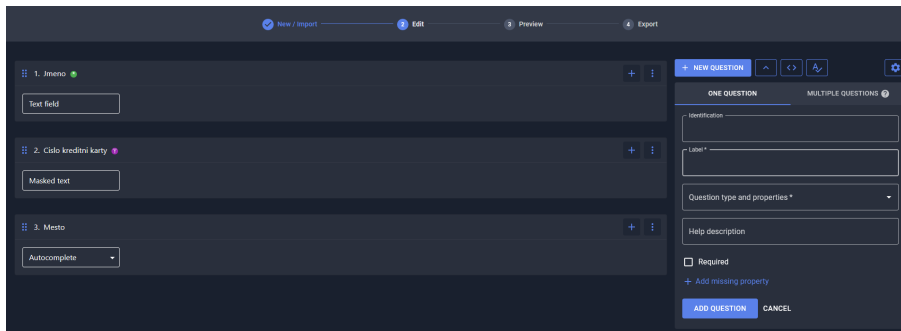 New / Import
2 Edit
3 Preview
4 Export
1. Jmeno *
Text field
2. Cislo kreditni karty ?
Masked text
3. Mesto
Autocomplete
+ NEW QUESTION
ONE QUESTION
MULTIPLE QUESTIONS ?
Identification
Label *
Question type and properties *
Help description
Required
+ Add missing property
ADD QUESTION
CANCEL